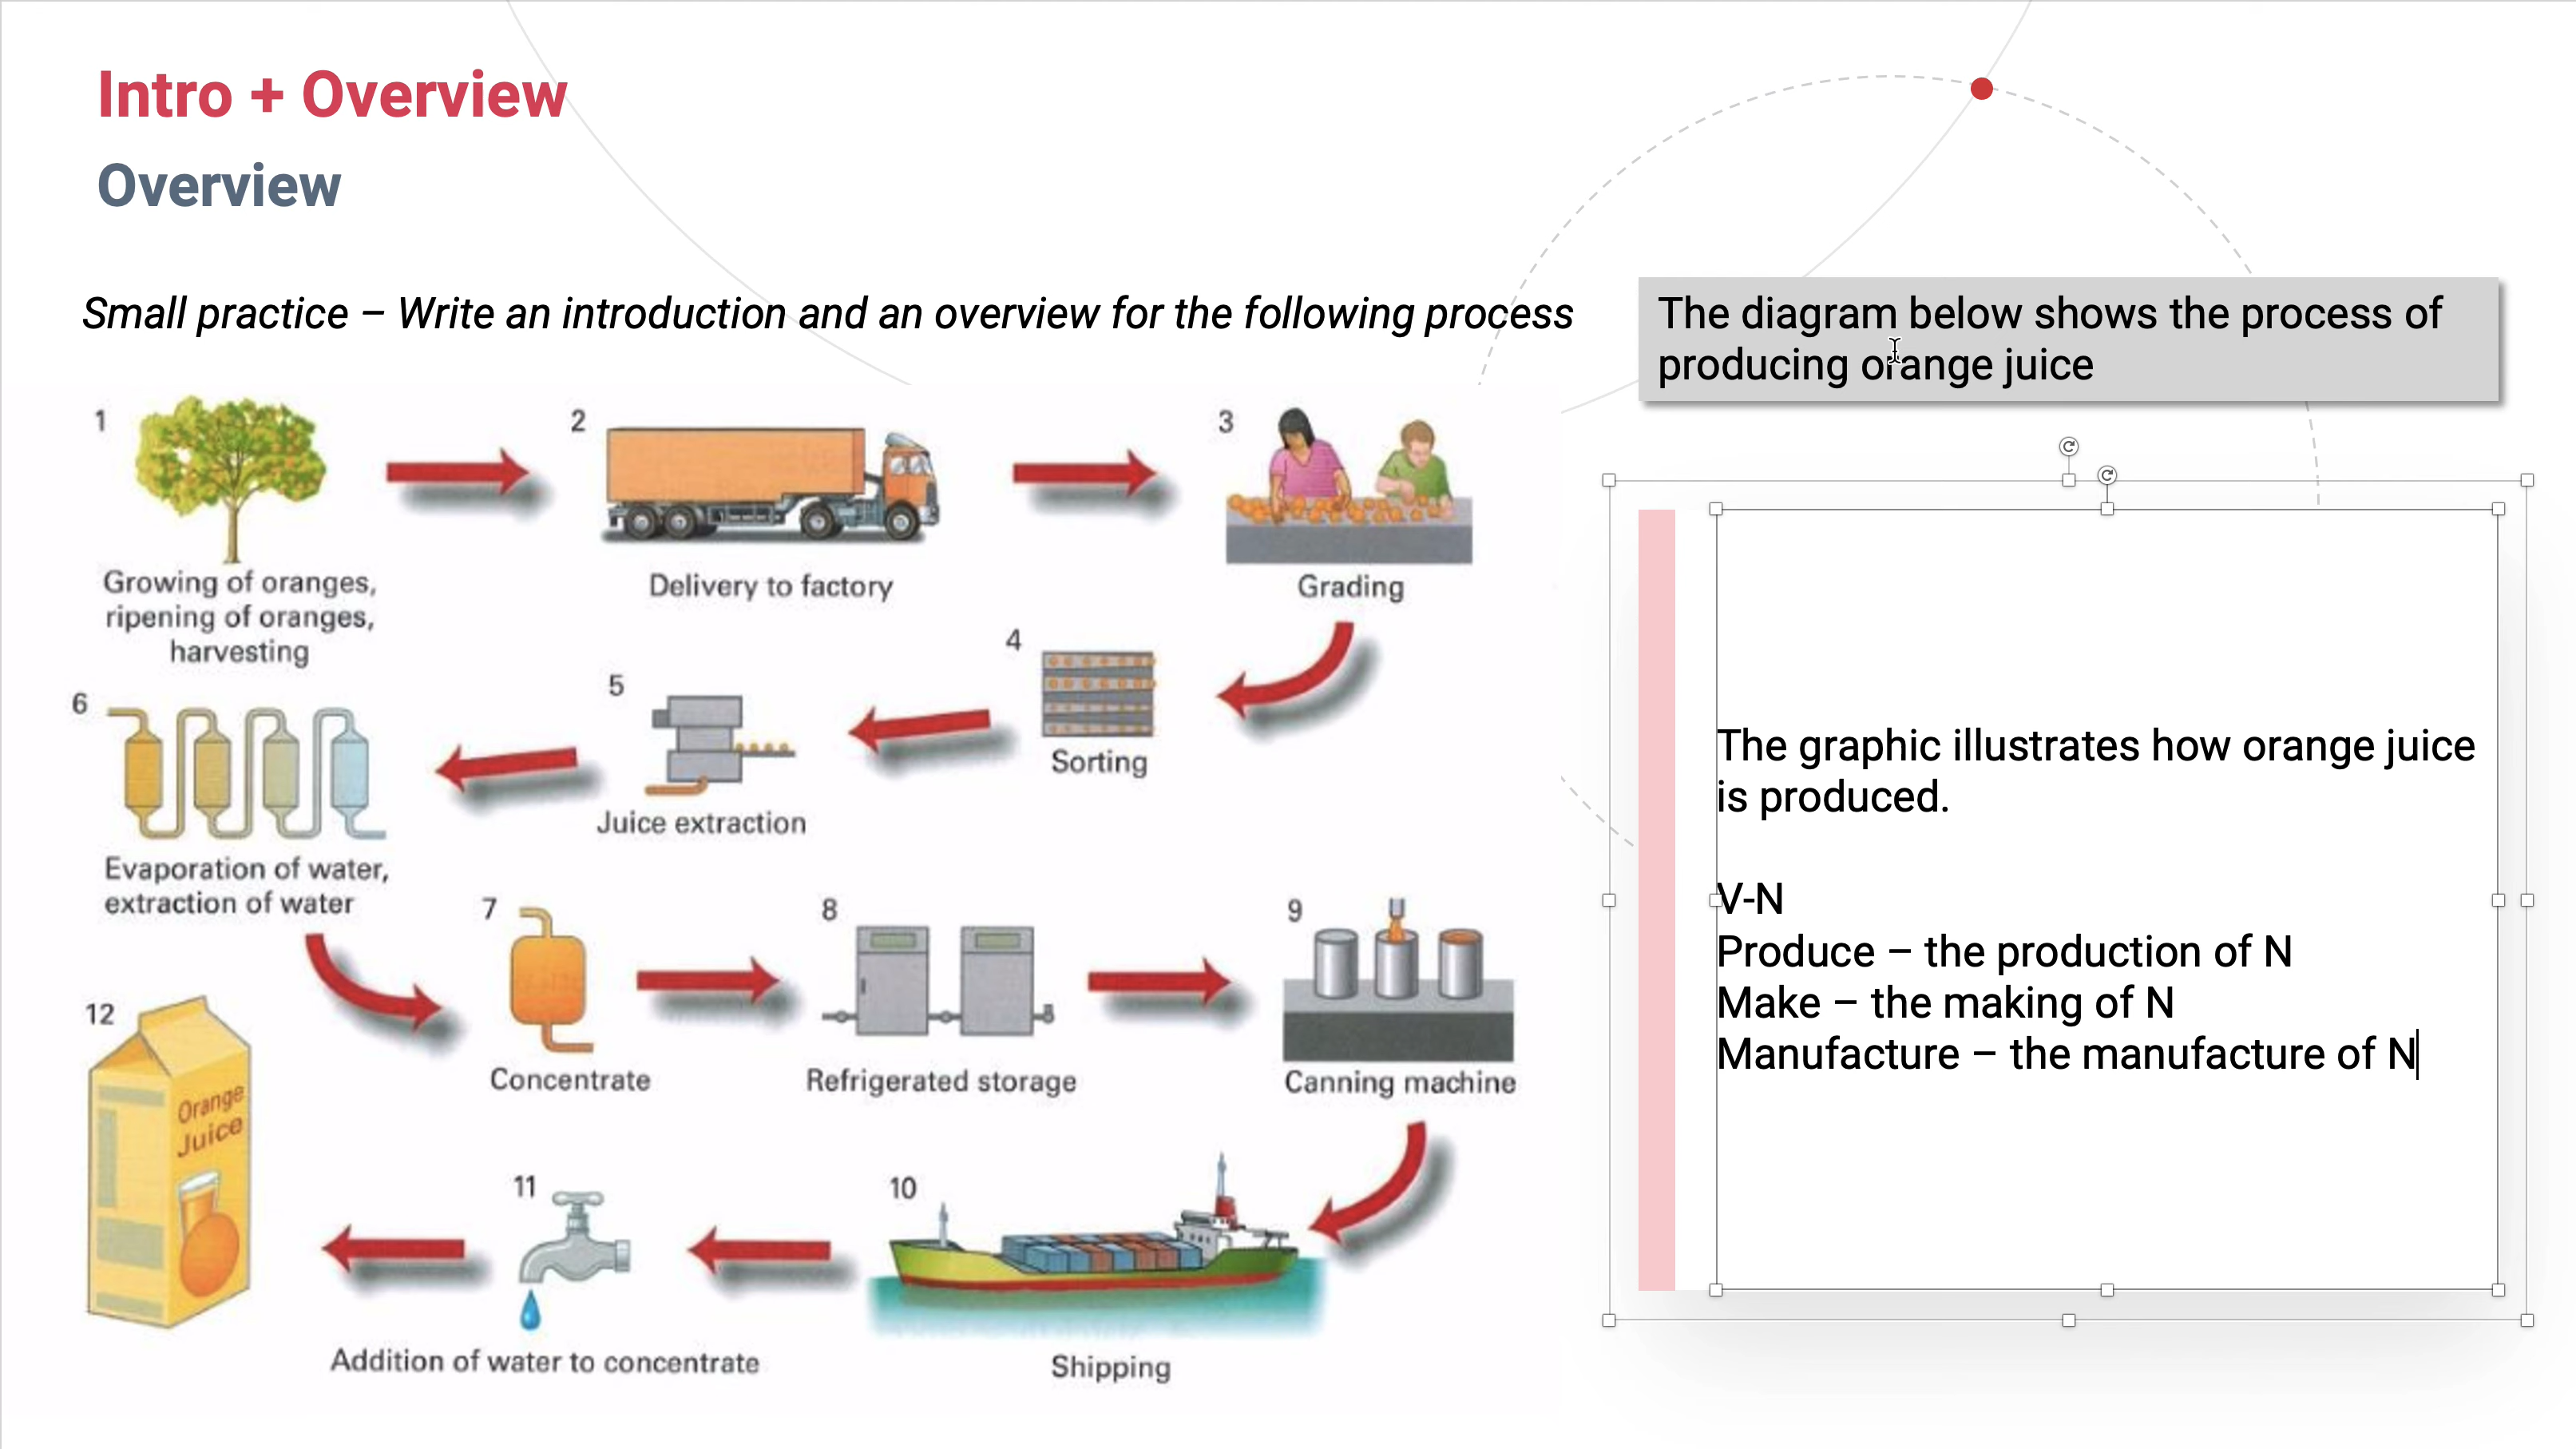 Intro + Overview
Overview
Small practice – Write an introduction and an overview for the following process
The diagram below shows the process of
producing orange juice
1
Growing of oranges,
ripening of oranges,
harvesting
2
Delivery to factory
3
Grading
4
Sorting
5
Juice extraction
6
Evaporation of water,
extraction of water
7
Concentrate
8
Refrigerated storage
9
Canning machine
10
Shipping
11
Addition of water to concentrate
12
Orange
Juice
The graphic illustrates how orange juice
is produced.
V-N
Produce – the production of N
Make – the making of N
Manufacture – the manufacture of N